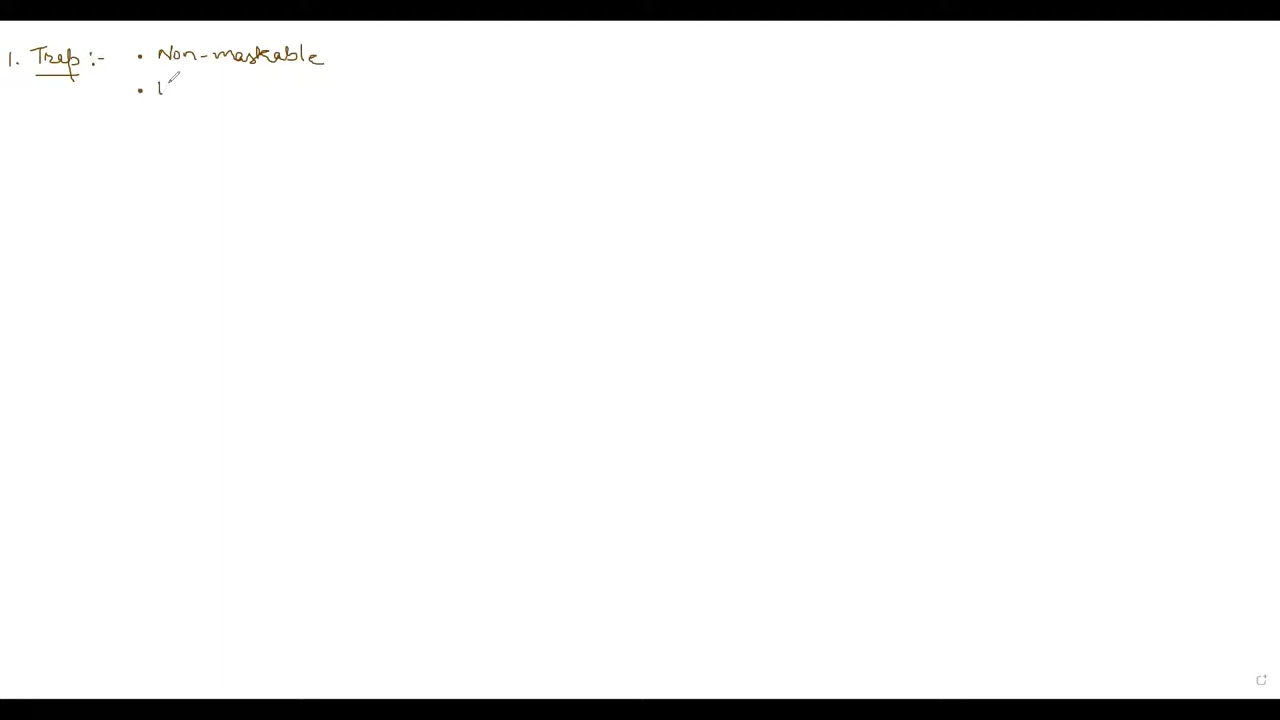 1. Trap :- • Non-maskable
•